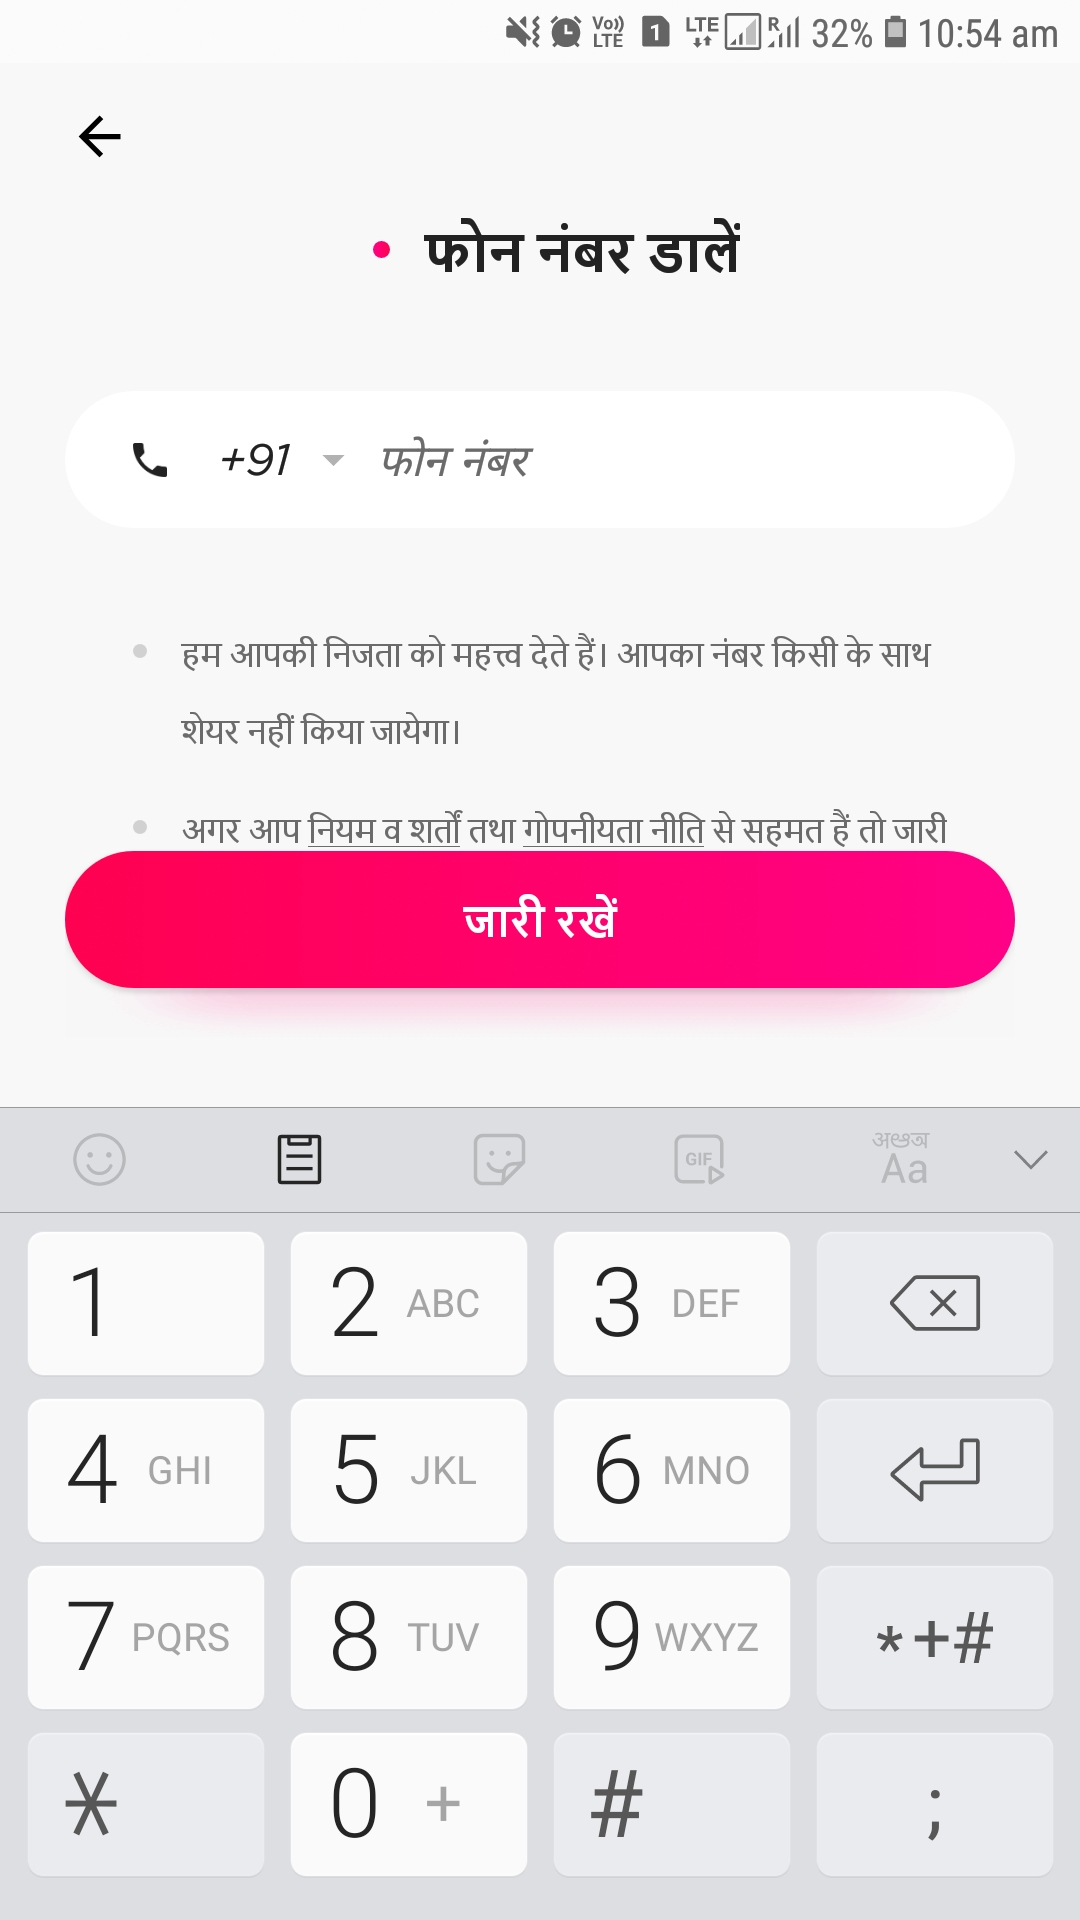 Vo)) LTE 1 LTE R 32% 10:54 am
फोन नंबर डालें
+91 फोन नंबर
हम आपकी निजता को महत्त्व देते हैं। आपका नंबर किसी के साथ
शेयर नहीं किया जायेगा।
अगर आप नियम व शर्तों तथा गोपनीयता नीति से सहमत हैं तो जारी
जारी रखें
GIF Aa
1 2 ABC 3 DEF
4 GHI 5 JKL 6 MNO
7 PQRS 8 TUV 9 WXYZ *+#
* 0 + # ;